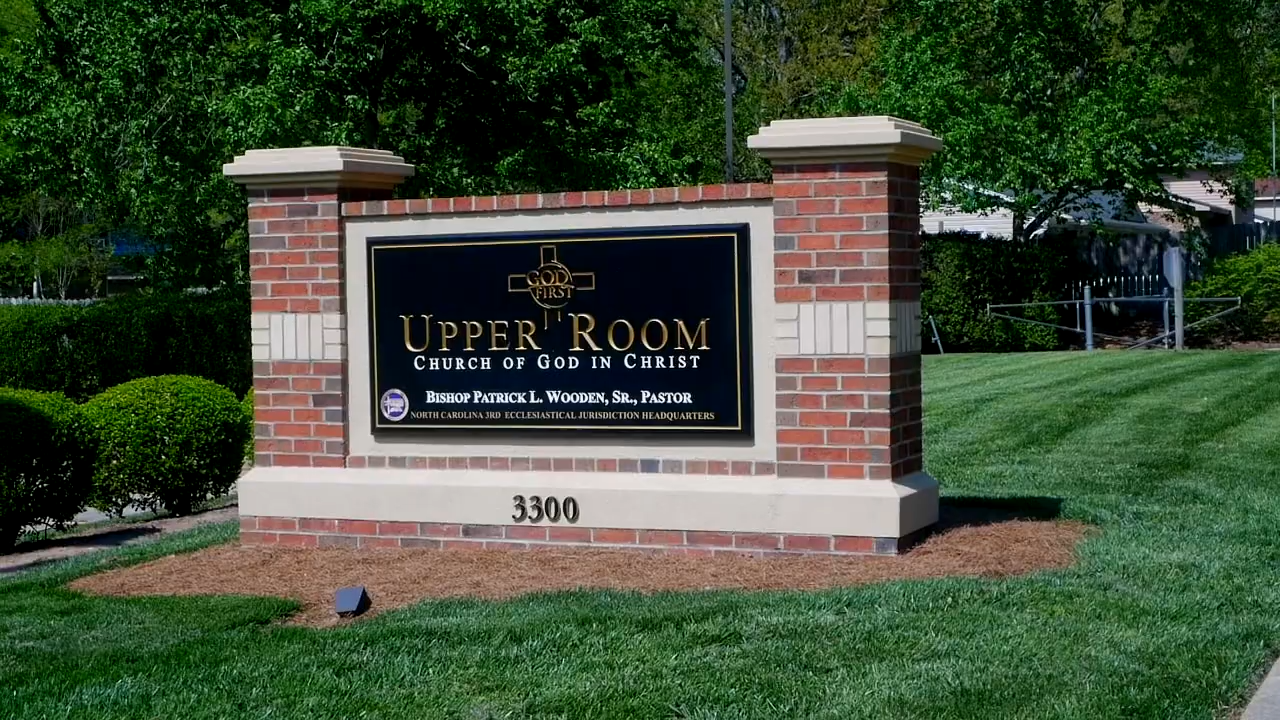 GOD
FIRST
UPPER ROOM
CHURCH OF GOD IN CHRIST
BISHOP PATRICK L. WOODEN, SR., PASTOR
NORTH CAROLINA 3RD ECCLESIASTICAL JURISDICTION HEADQUARTERS
3300